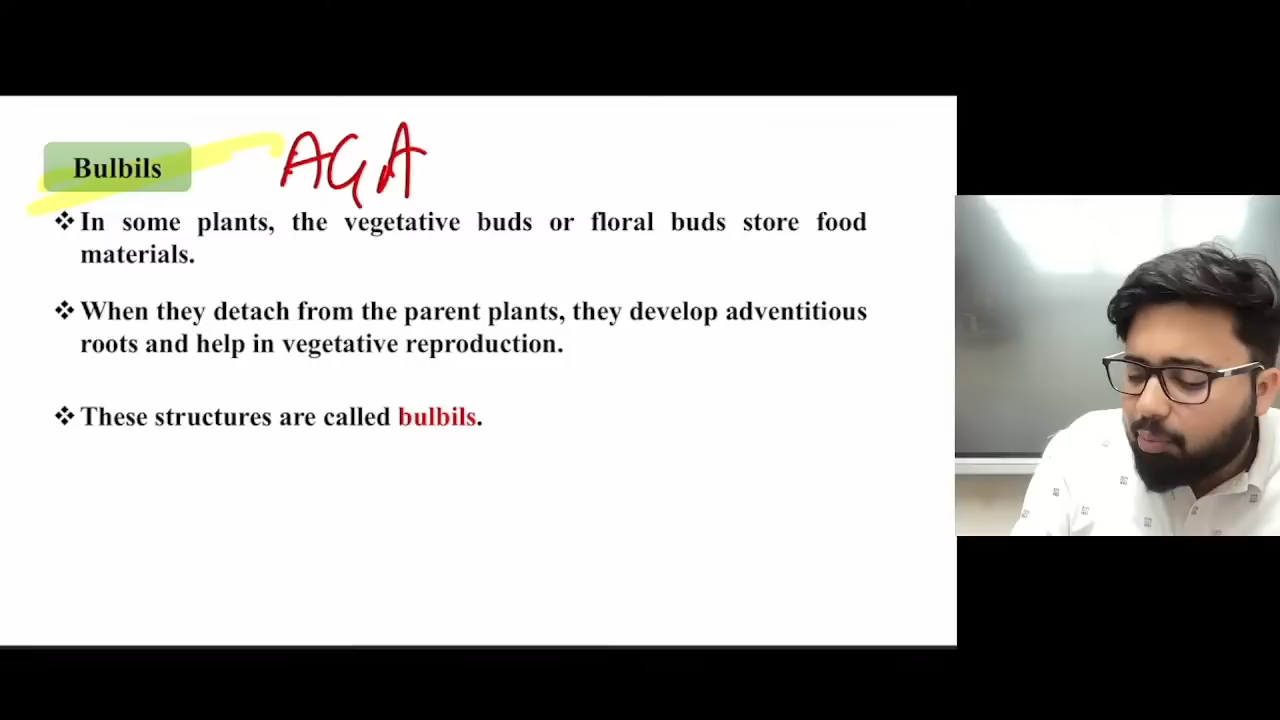 Bulbils AGA
❖ In some plants, the vegetative buds or floral buds store food
materials.
❖ When they detach from the parent plants, they develop adventitious
roots and help in vegetative reproduction.
❖ These structures are called bulbils.